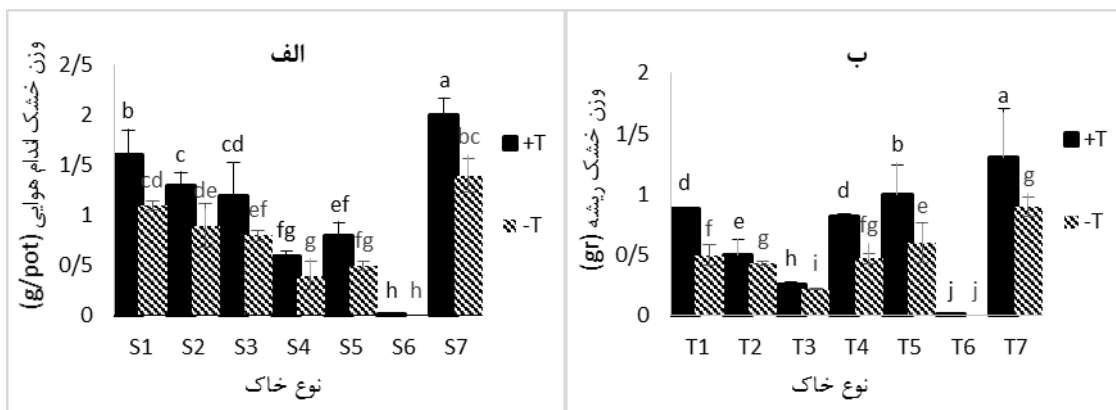 الف
وزن خشک اندام هوایی (g/pot)
2/5
2
1/5
1
0/5
0
b
cd
c
de
cd
ef
fg
g
ef
fg
h
h
a
bc
S1 S2 S3 S4 S5 S6 S7
نوع خاک
+T
-T
ب
وزن خشک ریشه (gr)
2
1/5
1
0/5
0
d
f
e
g
h
i
d
fg
b
e
j
j
a
g
T1 T2 T3 T4 T5 T6 T7
نوع خاک
+T
-T